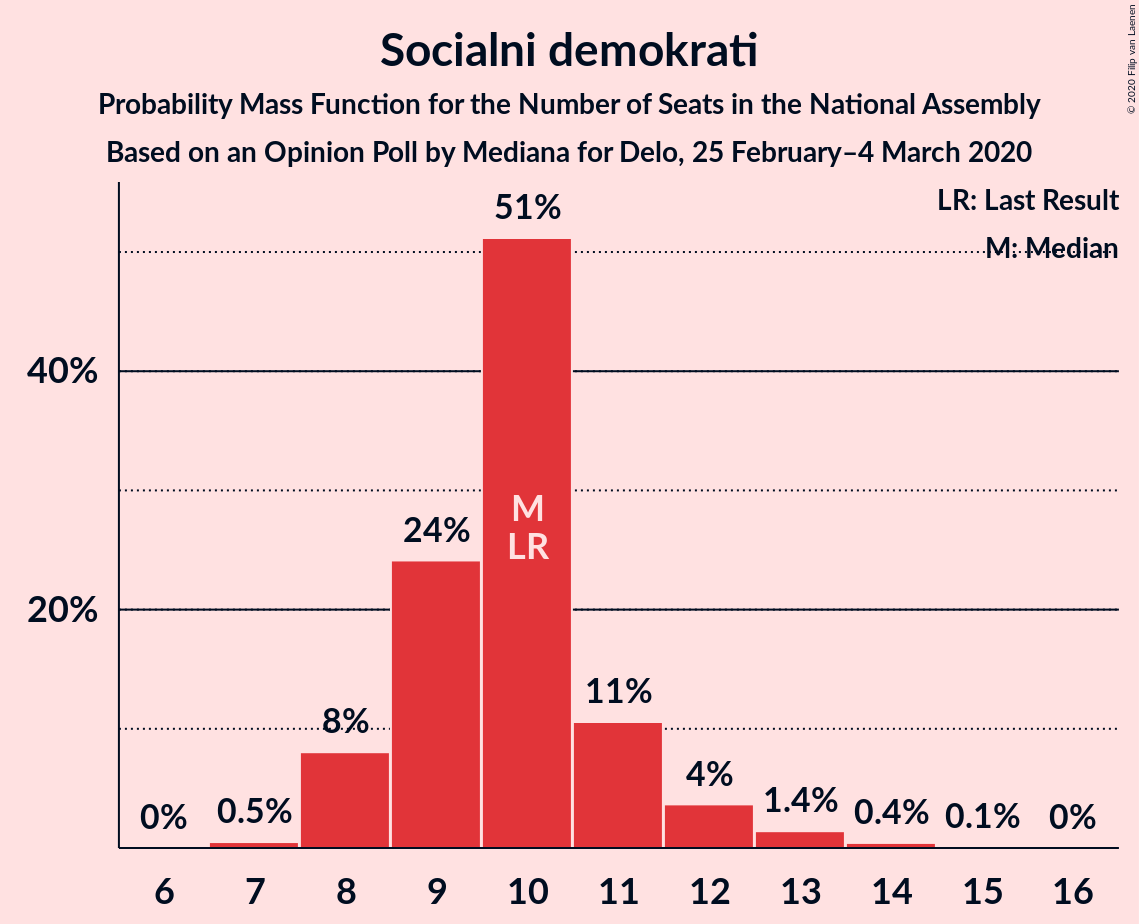 Socialni demokrati
Probability Mass Function for the Number of Seats in the National Assembly
Based on an Opinion Poll by Mediana for Delo, 25 February–4 March 2020
© 2020 Filip van Laenen
LR: Last Result
M: Median
51%
40%
M
24%
LR
20%
11%
8%
4%
1.4%
0% 0.5% 0.4% 0.1% 0%
6 7 8 9 10 11 12 13 14 15 16